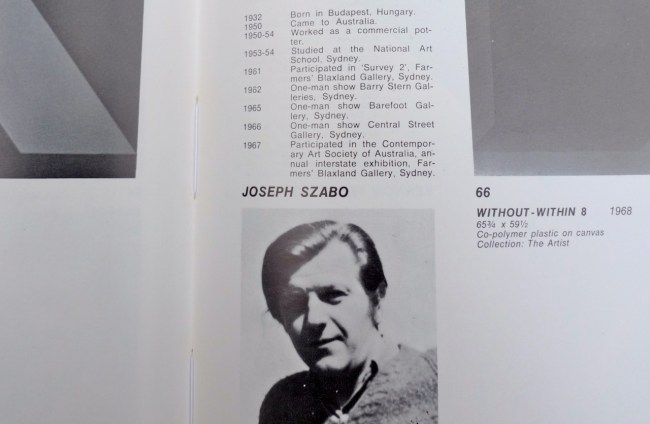 1932 Born in Budapest, Hungary.
1950 Came to Australia.
1950-54 Worked as a commercial pot-
ter.
1953-54 Studied at the National Art
School, Sydney.
1961 Participated in 'Survey 2', Far-
mers' Blaxland Gallery, Sydney.
1962 One-man show Barry Stern Gal-
leries, Sydney.
1965 One-man show Barefoot Gal-
lery, Sydney.
1966 One-man show Central Street
Gallery, Sydney.
1967 Participated in the Contempor-
ary Art Society of Australia, an-
nual interstate exhibition, Far-
mers' Blaxland Gallery, Sydney.
JOSEPH SZABO
66
WITHOUT-WITHIN 8 1968
65¾ x 59½
Co-polymer plastic on canvas
Collection: The Artist